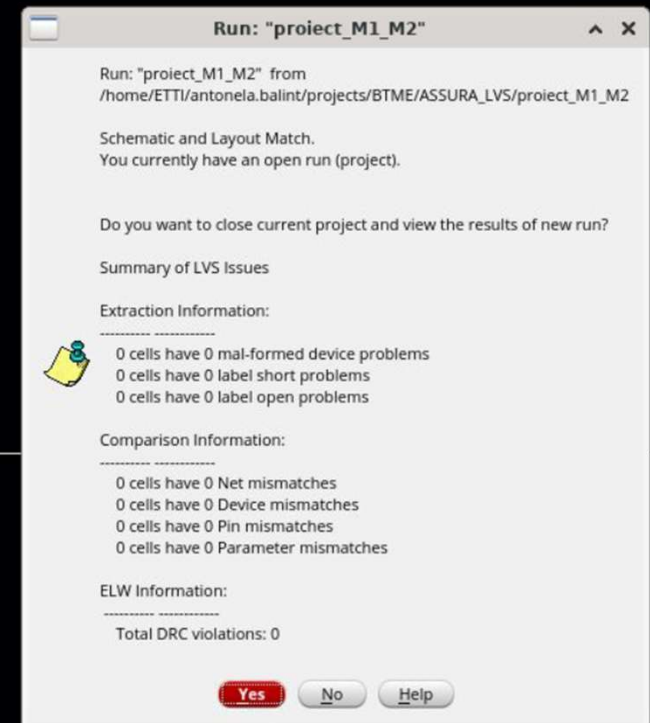 Run: "proiect_M1_M2"
Run: "proiect_M1_M2" from
/home/ETTI/antonela.balint/projects/BTME/ASSURA_LVS/proiect_M1_M2
Schematic and Layout Match.
You currently have an open run (project).
Do you want to close current project and view the results of new run?
Summary of LVS Issues
Extraction Information:
---------- ------------
0 cells have 0 mal-formed device problems
0 cells have 0 label short problems
0 cells have 0 label open problems
Comparison Information:
---------- ------------
0 cells have 0 Net mismatches
0 cells have 0 Device mismatches
0 cells have 0 Pin mismatches
0 cells have 0 Parameter mismatches
ELW Information:
---------- ------------
Total DRC violations: 0
Yes No Help